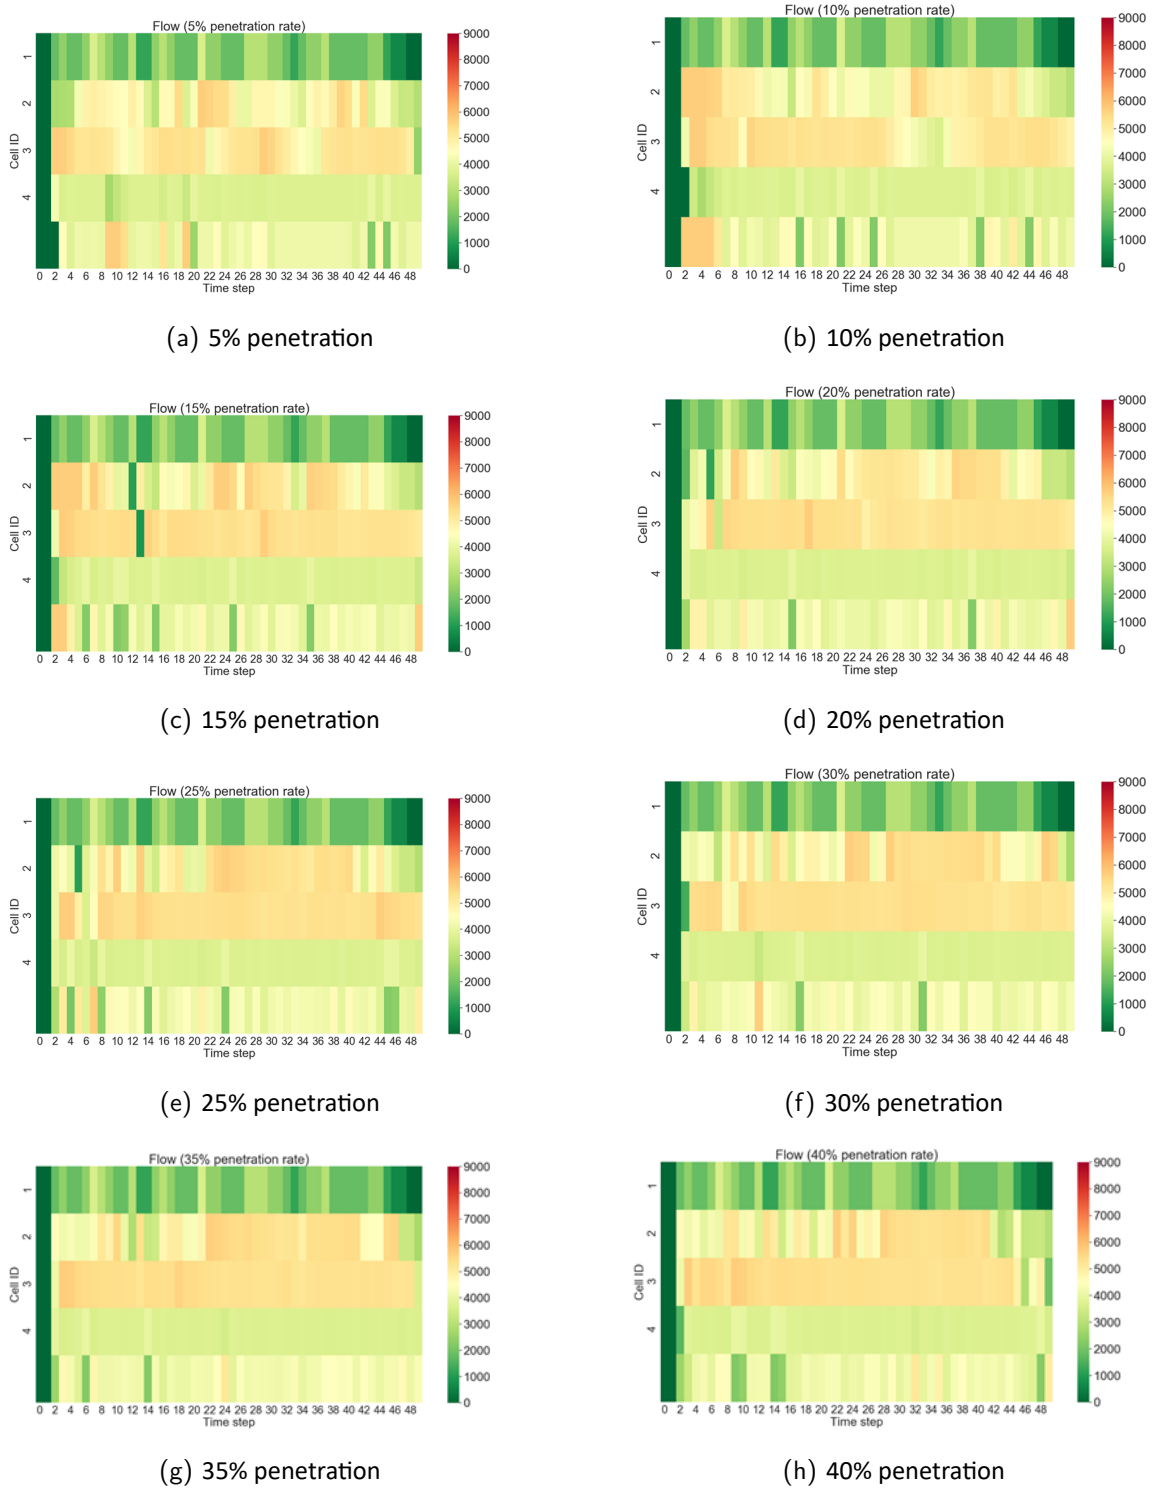 Flow (5% penetration rate)
Cell ID
1
2
3
4
0 2 4 6 8 10 12 14 16 18 20 22 24 26 28 30 32 34 36 38 40 42 44 46 48
Time step
9000
8000
7000
6000
5000
4000
3000
2000
1000
0
(a) 5% penetration
Flow (10% penetration rate)
Cell ID
1
2
3
4
0 2 4 6 8 10 12 14 16 18 20 22 24 26 28 30 32 34 36 38 40 42 44 46 48
Time step
9000
8000
7000
6000
5000
4000
3000
2000
1000
0
(b) 10% penetration
Flow (15% penetration rate)
Cell ID
1
2
3
4
0 2 4 6 8 10 12 14 16 18 20 22 24 26 28 30 32 34 36 38 40 42 44 46 48
Time step
9000
8000
7000
6000
5000
4000
3000
2000
1000
0
(c) 15% penetration
Flow (20% penetration rate)
Cell ID
1
2
3
4
0 2 4 6 8 10 12 14 16 18 20 22 24 26 28 30 32 34 36 38 40 42 44 46 48
Time step
9000
8000
7000
6000
5000
4000
3000
2000
1000
0
(d) 20% penetration
Flow (25% penetration rate)
Cell ID
1
2
3
4
0 2 4 6 8 10 12 14 16 18 20 22 24 26 28 30 32 34 36 38 40 42 44 46 48
Time step
9000
8000
7000
6000
5000
4000
3000
2000
1000
0
(e) 25% penetration
Flow (30% penetration rate)
Cell ID
1
2
3
4
0 2 4 6 8 10 12 14 16 18 20 22 24 26 28 30 32 34 36 38 40 42 44 46 48
Time step
9000
8000
7000
6000
5000
4000
3000
2000
1000
0
(f) 30% penetration
Flow (35% penetration rate)
Cell ID
1
2
3
4
0 2 4 6 8 10 12 14 16 18 20 22 24 26 28 30 32 34 36 38 40 42 44 46 48
Time step
9000
8000
7000
6000
5000
4000
3000
2000
1000
0
(g) 35% penetration
Flow (40% penetration rate)
Cell ID
1
2
3
4
0 2 4 6 8 10 12 14 16 18 20 22 24 26 28 30 32 34 36 38 40 42 44 46 48
Time step
9000
8000
7000
6000
5000
4000
3000
2000
1000
0
(h) 40% penetration